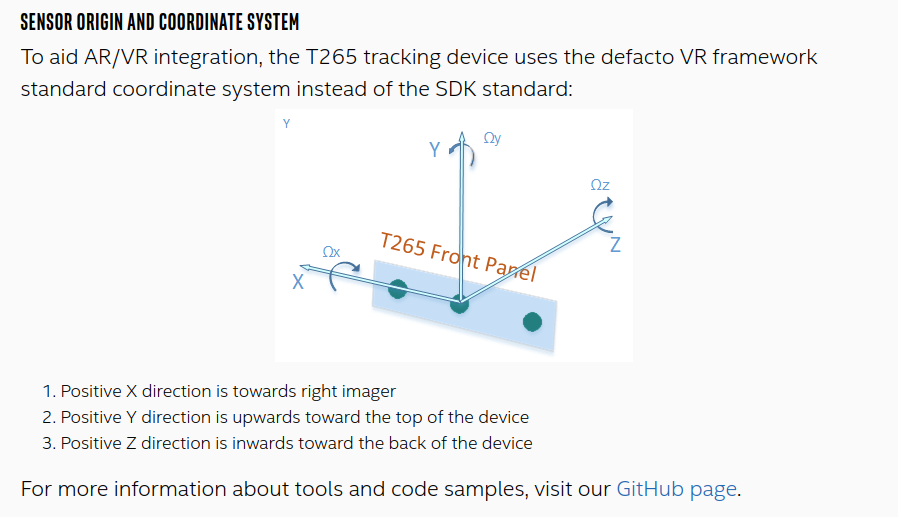 SENSOR ORIGIN AND COORDINATE SYSTEM
To aid AR/VR integration, the T265 tracking device uses the defacto VR framework
standard coordinate system instead of the SDK standard:
Y
Y Ωy
Ωz
Z
T265 Front Panel
Ωx
X
1. Positive X direction is towards right imager
2. Positive Y direction is upwards toward the top of the device
3. Positive Z direction is inwards toward the back of the device
For more information about tools and code samples, visit our GitHub page.